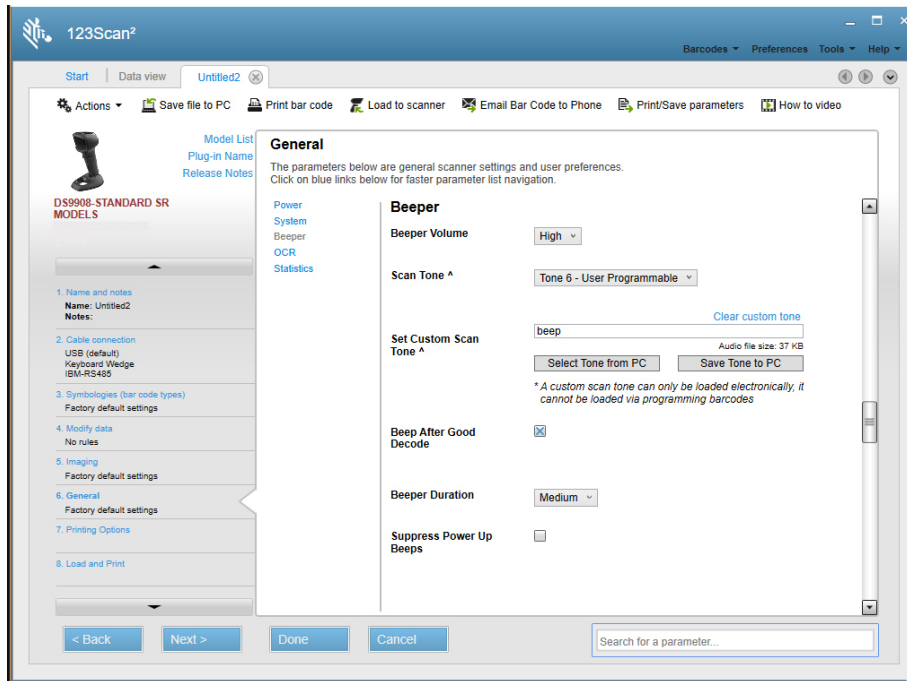 123Scan²
Barcodes Preferences Tools Help
Start Data view Untitled2
Actions Save file to PC Print bar code Load to scanner Email Bar Code to Phone Print/Save parameters How to video
Model List
Plug-in Name
Release Notes
DS9908-STANDARD SR
MODELS
1. Name and notes
Name: Untitled2
Notes:
2. Cable connection
USB (default)
Keyboard Wedge
IBM-RS485
3. Symbologies (bar code types)
Factory default settings
4. Modify data
No rules
5. Imaging
Factory default settings
6. General
Factory default settings
7. Printing Options
8. Load and Print
General
The parameters below are general scanner settings and user preferences.
Click on blue links below for faster parameter list navigation.
Power
System
Beeper
OCR
Statistics
Beeper
Beeper Volume High
Scan Tone ^ Tone 6 - User Programmable
Clear custom tone
beep
Set Custom Scan
Tone ^
Audio file size: 37 KB
Select Tone from PC Save Tone to PC
* A custom scan tone can only be loaded electronically, it
cannot be loaded via programming barcodes
Beep After Good
Decode
Beeper Duration Medium
Suppress Power Up
Beeps
< Back Next > Done Cancel Search for a parameter...